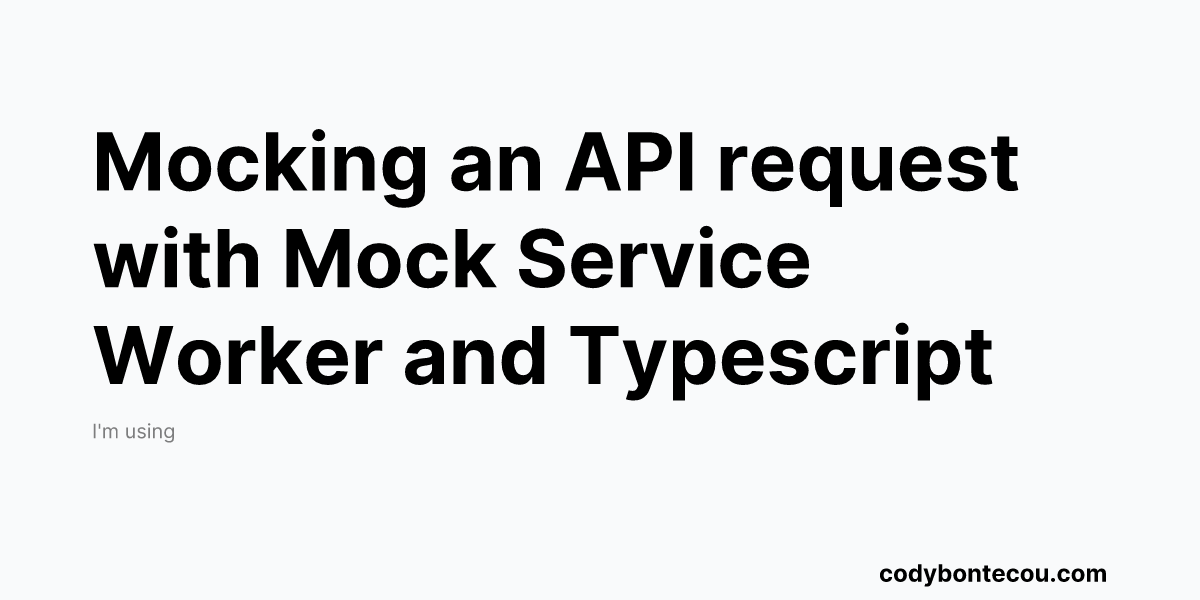 Mocking an API request
with Mock Service
Worker and Typescript
I'm using
codybontecou.com